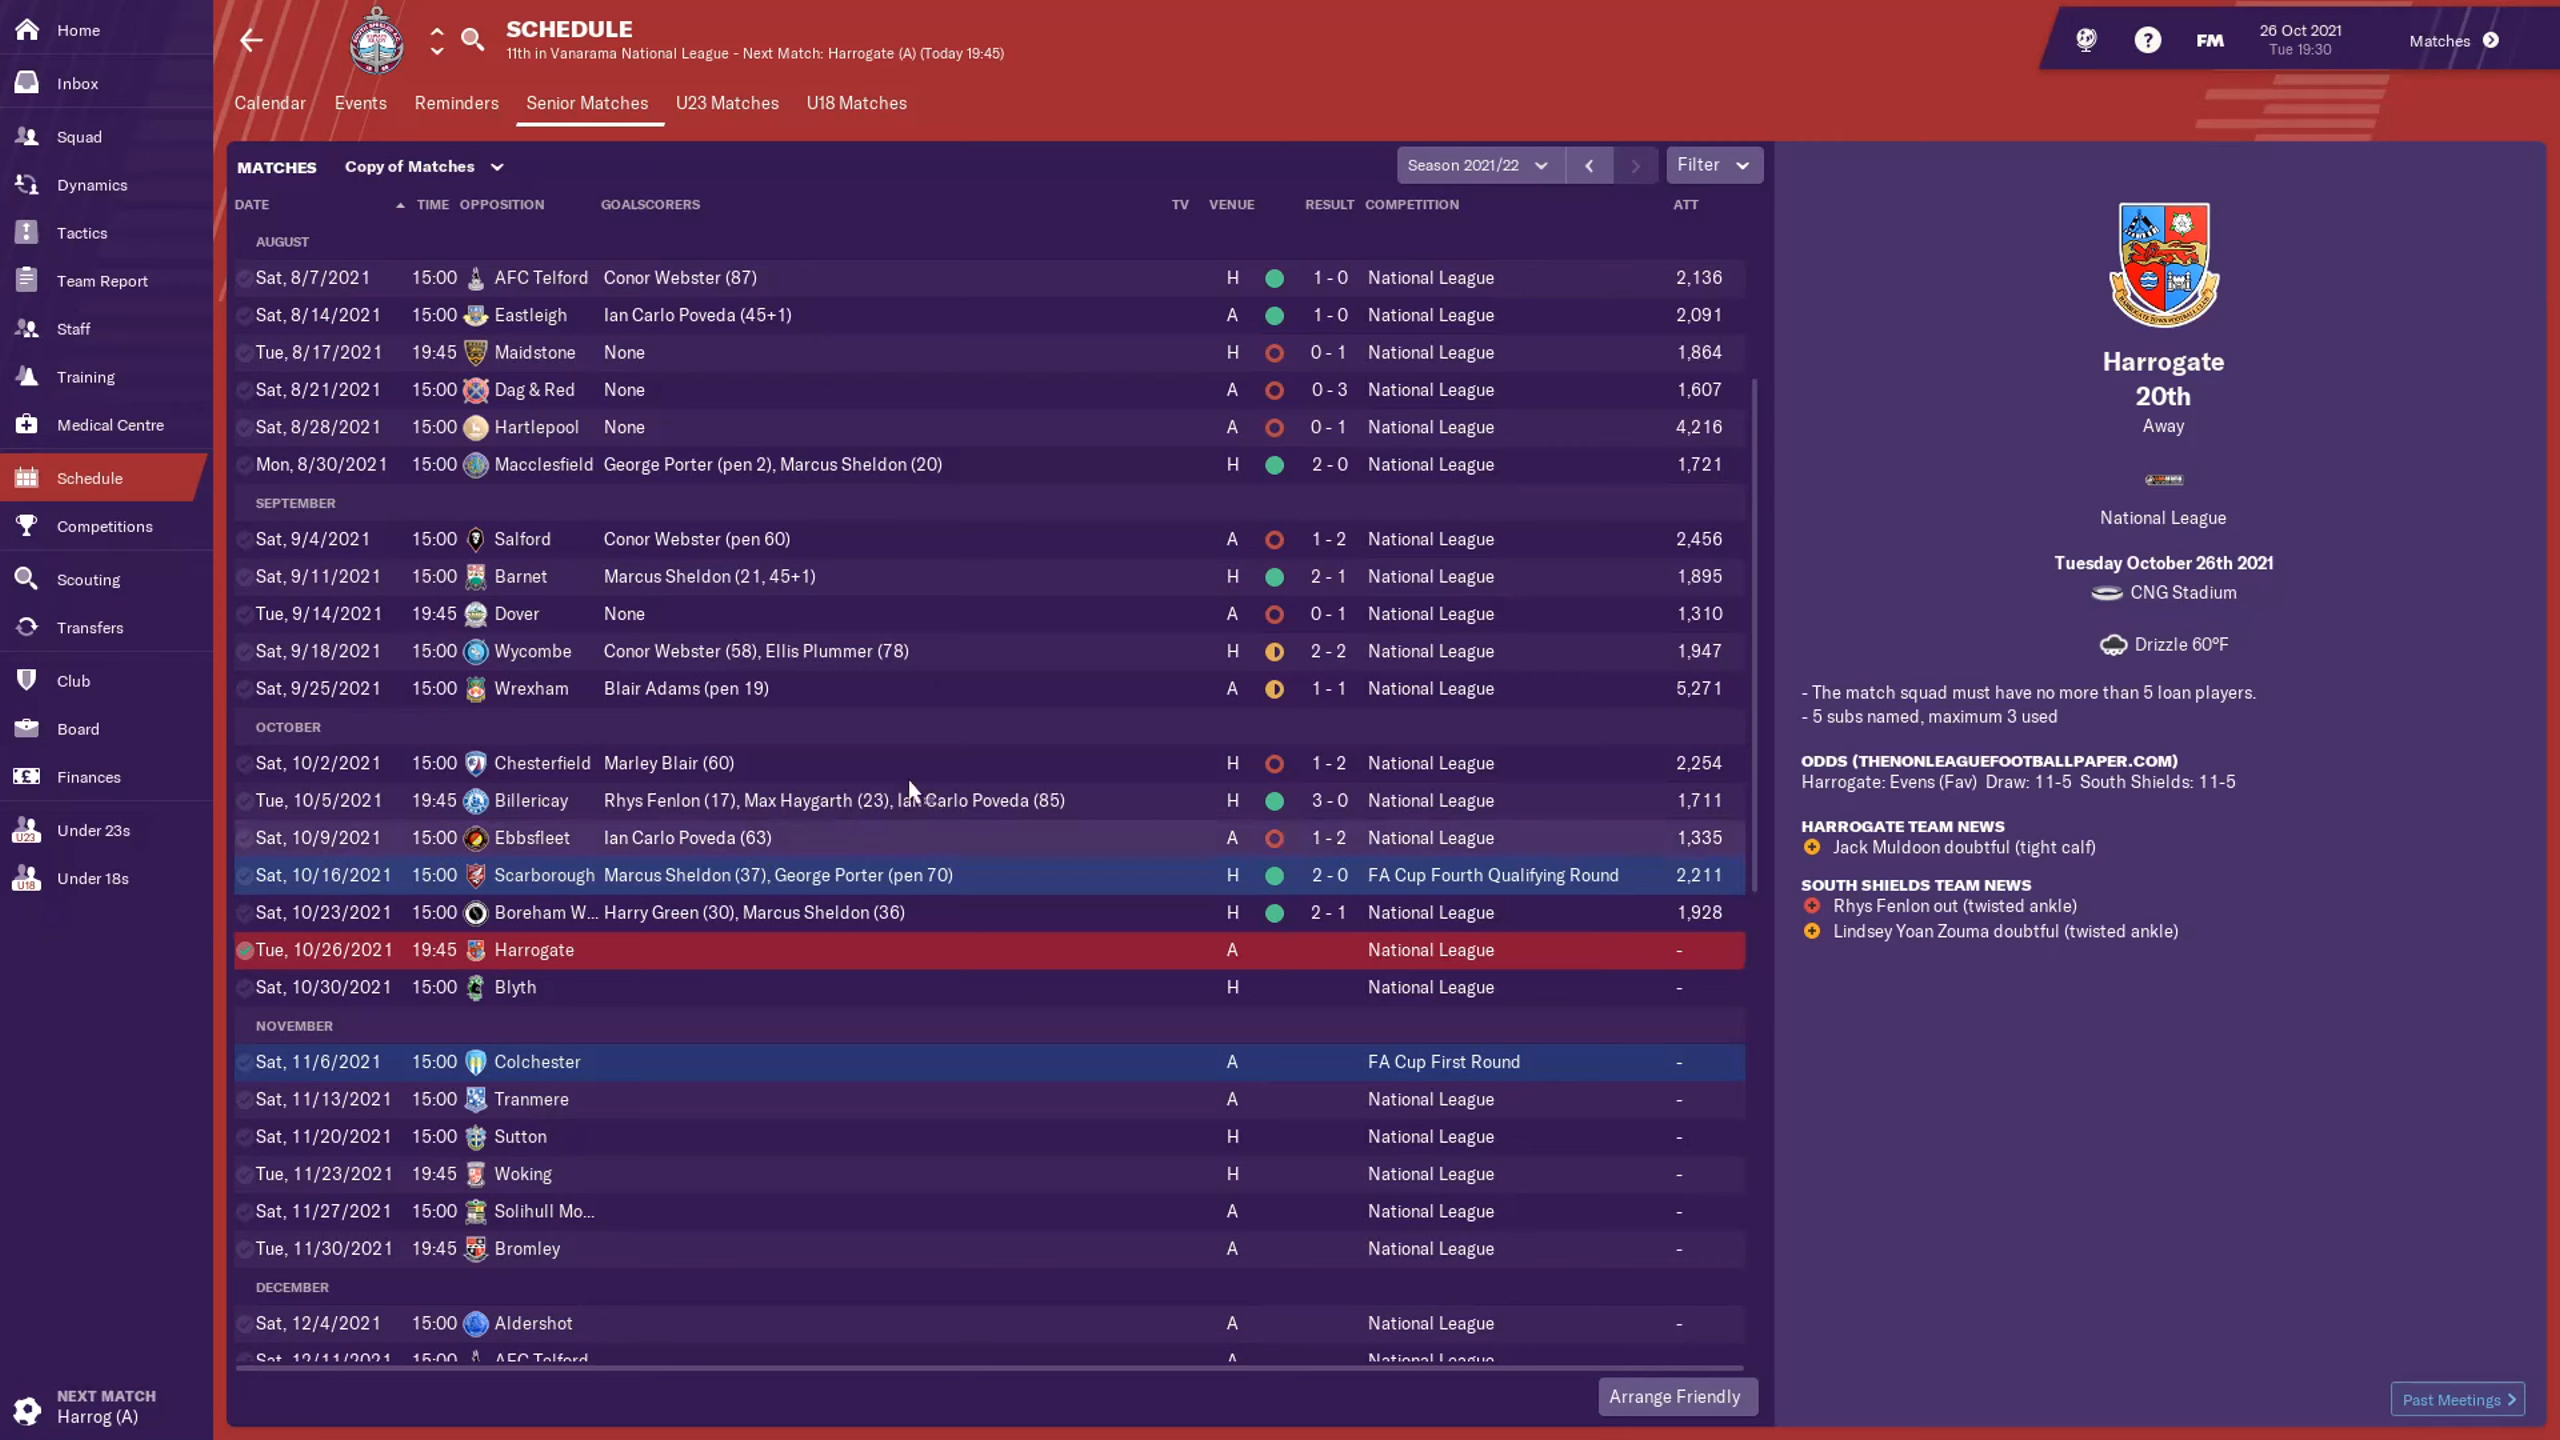 Home
Inbox
Squad
Dynamics
Tactics
Team Report
Staff
Training
Medical Centre
Schedule
Competitions
Scouting
Transfers
Club
Board
Finances
U23 Under 23s
U18 Under 18s
NEXT MATCH
Harrog (A)
SCHEDULE
11th in Vanarama National League - Next Match: Harrogate (A) (Today 19:45)
FM
26 Oct 2021
Tue 19:30
Matches
Calendar Events Reminders Senior Matches U23 Matches U18 Matches
MATCHES Copy of Matches Season 2021/22 Filter
DATE TIME OPPOSITION GOALSCORERS TV VENUE RESULT COMPETITION ATT
AUGUST
Sat, 8/7/2021 15:00 AFC Telford Conor Webster (87) H 1 - 0 National League 2,136
Sat, 8/14/2021 15:00 Eastleigh Ian Carlo Poveda (45+1) A 1 - 0 National League 2,091
Tue, 8/17/2021 19:45 Maidstone None H 0 - 1 National League 1,864
Sat, 8/21/2021 15:00 Dag & Red None A 0 - 3 National League 1,607
Sat, 8/28/2021 15:00 Hartlepool None A 0 - 1 National League 4,216
Mon, 8/30/2021 15:00 Macclesfield George Porter (pen 2), Marcus Sheldon (20) H 2 - 0 National League 1,721
SEPTEMBER
Sat, 9/4/2021 15:00 Salford Conor Webster (pen 60) A 1 - 2 National League 2,456
Sat, 9/11/2021 15:00 Barnet Marcus Sheldon (21, 45+1) H 2 - 1 National League 1,895
Tue, 9/14/2021 19:45 Dover None A 0 - 1 National League 1,310
Sat, 9/18/2021 15:00 Wycombe Conor Webster (58), Ellis Plummer (78) H 2 - 2 National League 1,947
Sat, 9/25/2021 15:00 Wrexham Blair Adams (pen 19) A 1 - 1 National League 5,271
OCTOBER
Sat, 10/2/2021 15:00 Chesterfield Marley Blair (60) H 1 - 2 National League 2,254
Tue, 10/5/2021 19:45 Billericay Rhys Fenlon (17), Max Haygarth (23), Ian Carlo Poveda (85) H 3 - 0 National League 1,711
Sat, 10/9/2021 15:00 Ebbsfleet Ian Carlo Poveda (63) A 1 - 2 National League 1,335
Sat, 10/16/2021 15:00 Scarborough Marcus Sheldon (37), George Porter (pen 70) H 2 - 0 FA Cup Fourth Qualifying Round 2,211
Sat, 10/23/2021 15:00 Boreham W... Harry Green (30), Marcus Sheldon (36) H 2 - 1 National League 1,928
Tue, 10/26/2021 19:45 Harrogate A National League -
Sat, 10/30/2021 15:00 Blyth H National League -
NOVEMBER
Sat, 11/6/2021 15:00 Colchester A FA Cup First Round -
Sat, 11/13/2021 15:00 Tranmere A National League -
Sat, 11/20/2021 15:00 Sutton H National League -
Tue, 11/23/2021 19:45 Woking H National League -
Sat, 11/27/2021 15:00 Solihull Mo... A National League -
Tue, 11/30/2021 19:45 Bromley A National League -
DECEMBER
Sat, 12/4/2021 15:00 Aldershot A National League -
Sat, 12/11/2021 15:00 AFC Telford A National League
Arrange Friendly
Harrogate
20th
Away
National League
Tuesday October 26th 2021
CNG Stadium
Drizzle 60°F
- The match squad must have no more than 5 loan players.
- 5 subs named, maximum 3 used
ODDS (THENONLEAGUEFOOTBALLPAPER.COM)
Harrogate: Evens (Fav) Draw: 11-5 South Shields: 11-5
HARROGATE TEAM NEWS
Jack Muldoon doubtful (tight calf)
SOUTH SHIELDS TEAM NEWS
Rhys Fenlon out (twisted ankle)
Lindsey Yoan Zouma doubtful (twisted ankle)
Past Meetings